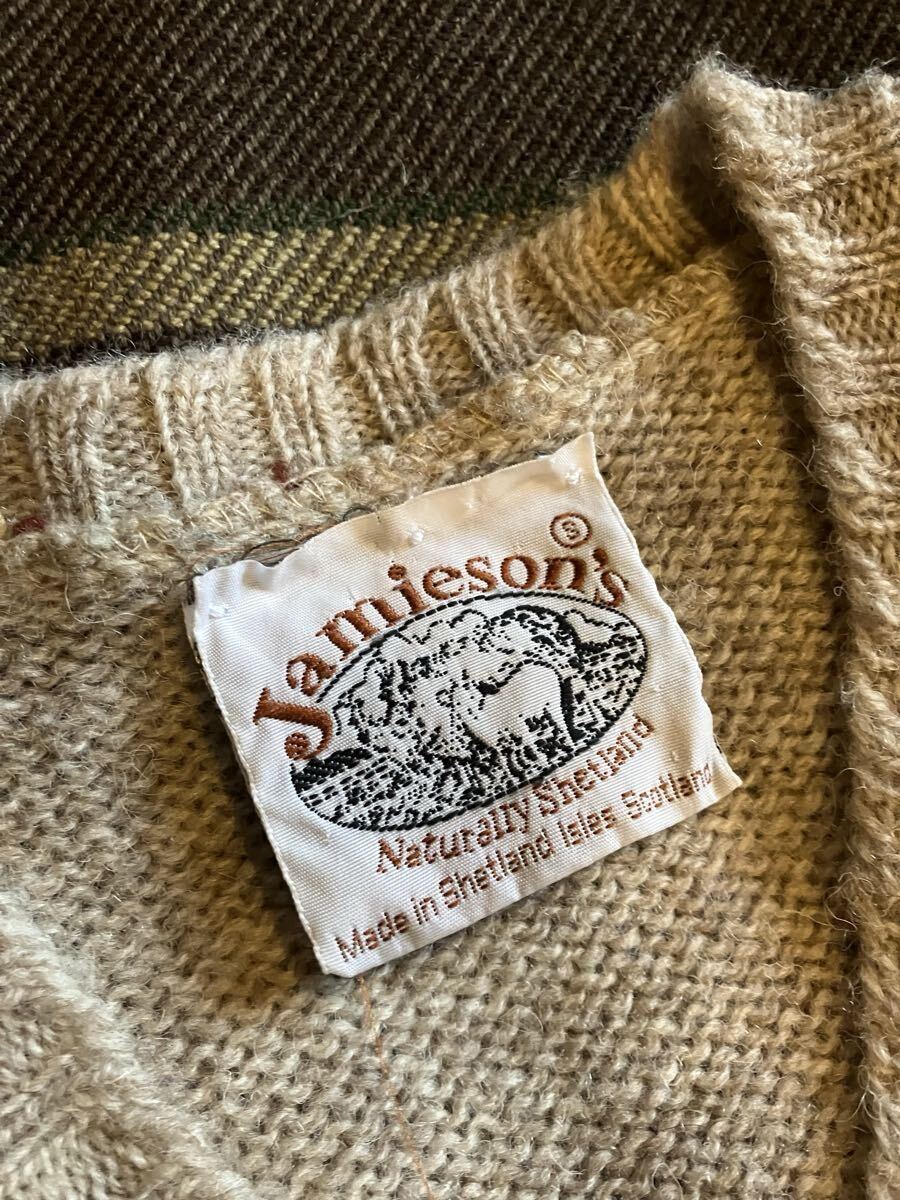 Ⓢ
Jamieson's
Naturally Shetland
Made in Shetland Isles Scotland